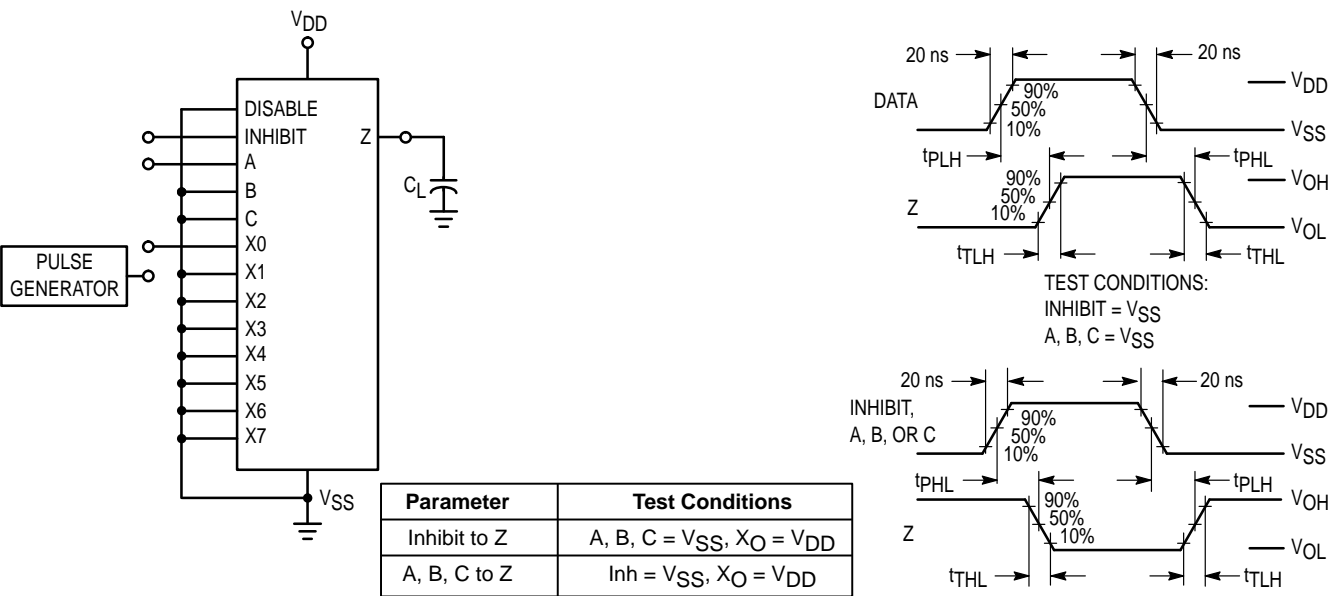 VDD
DISABLE
INHIBIT
Z
A
B
C
X0
X1
X2
X3
X4
X5
X6
X7
PULSE
GENERATOR
CL
VSS
Parameter
Test Conditions
Inhibit to Z
A, B, C = VSS, XO = VDD
A, B, C to Z
Inh = VSS, XO = VDD
20 ns
20 ns
DATA
90%
50%
10%
VDD
VSS
tPLH
tPHL
Z
90%
50%
10%
VOH
VOL
tTLH
tTHL
TEST CONDITIONS:
INHIBIT = VSS
A, B, C = VSS
20 ns
20 ns
INHIBIT,
A, B, OR C
90%
50%
10%
VDD
VSS
tPHL
tPLH
Z
90%
50%
10%
VOH
VOL
tTHL
tTLH